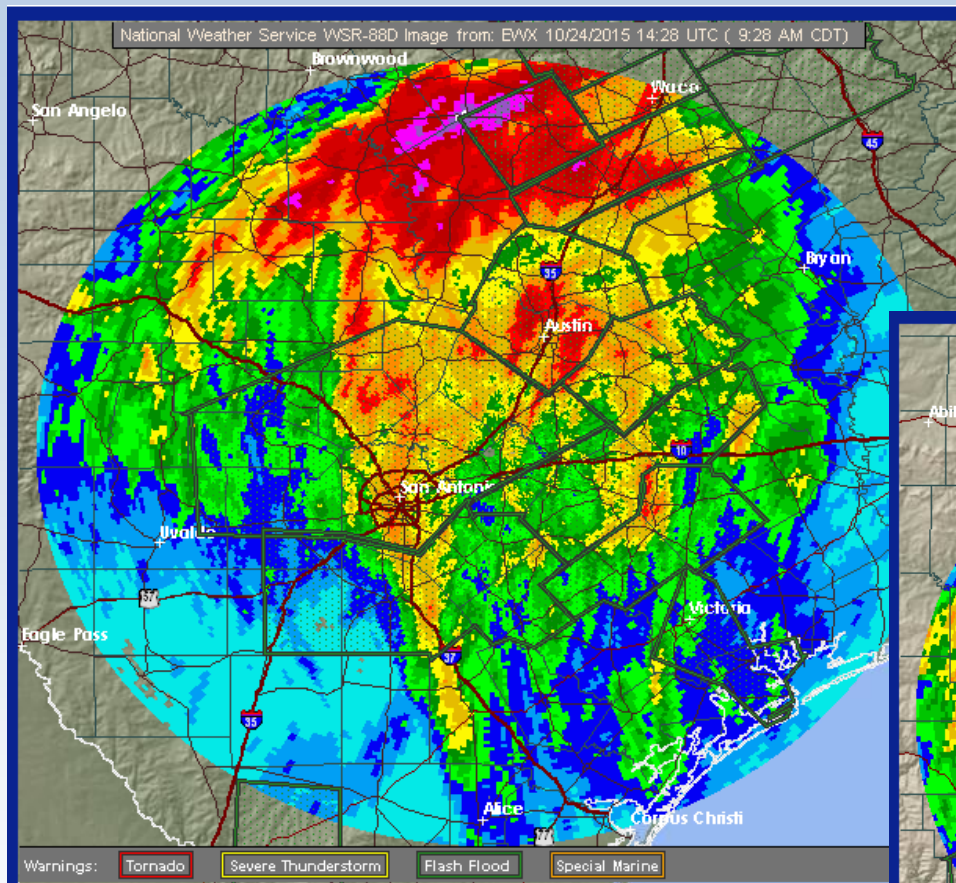 National Weather Service WSR-88D Image from: EWX 10/24/2015 14:28 UTC ( 9:28 AM CDT)
Brownwood
Waco
San Angelo
45
Bryan
35
Austin
10
San Antonio
Uvalde
57
Victoria
Eagle Pass
37
35
Alice
77
Corpus Christi
Warnings: Tornado Severe Thunderstorm Flash Flood Special Marine